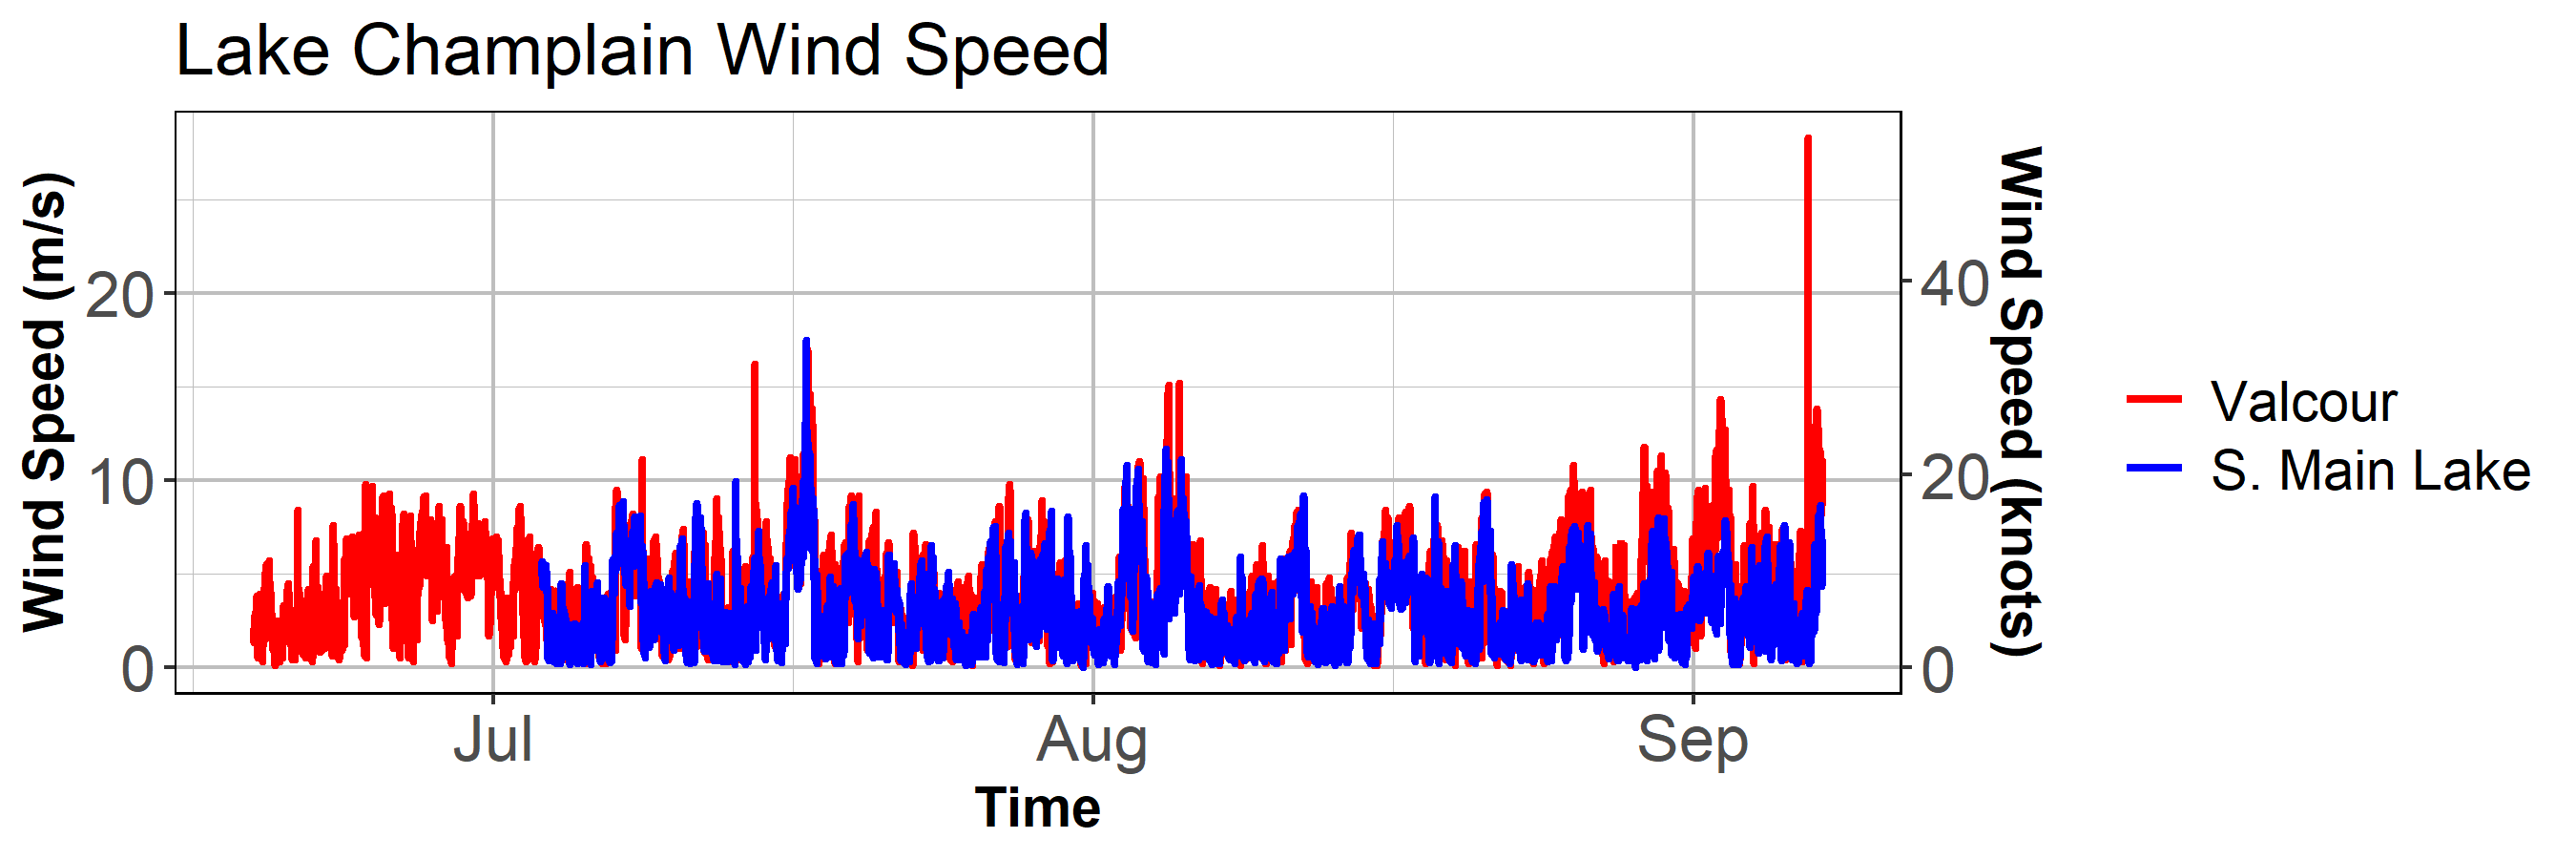 Lake Champlain Wind Speed
Wind Speed (m/s)
20
10
0
40
20
0
Wind Speed (knots)
Jul
Aug
Sep
Time
Valcour
S. Main Lake